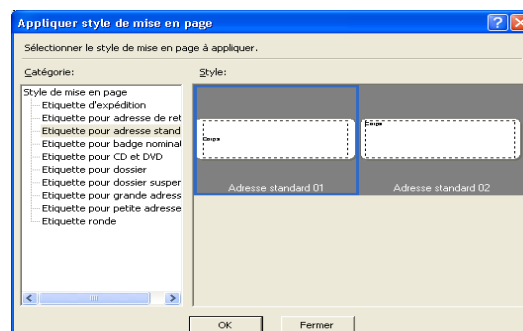 Appliquer style de mise en page
Sélectionner le style de mise en page à appliquer.
Catégorie:
Style de mise en page
Etiquette d'expédition
Etiquette pour adresse de ret
Etiquette pour adresse stand
Etiquette pour badge nominat
Etiquette pour CD et DVD
Etiquette pour dossier
Etiquette pour dossier susper
Etiquette pour grande adress
Etiquette pour petite adresse
Etiquette ronde
Style:
Adresse standard 01
Adresse standard 02
OK
Fermer